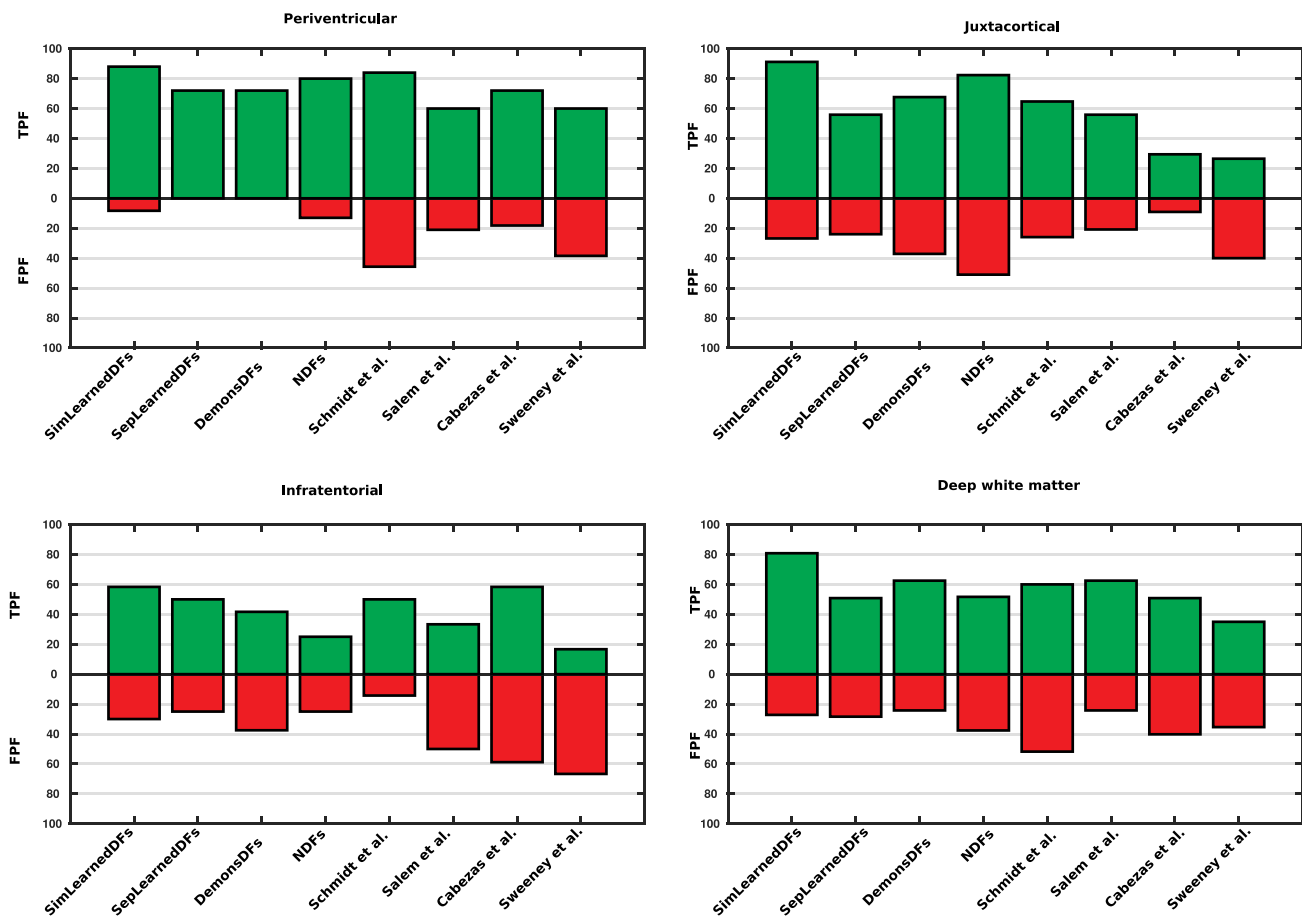 Periventricular
100
80
60
40
20
0
20
40
60
80
100
TPF
FPF
SimLearnedDFs
SepLearnedDFs
DemonsDFs
NDFs
Schmidt et al.
Salem et al.
Cabezas et al.
Sweeney et al.
Juxtacortical
100
80
60
40
20
0
20
40
60
80
100
TPF
FPF
SimLearnedDFs
SepLearnedDFs
DemonsDFs
NDFs
Schmidt et al.
Salem et al.
Cabezas et al.
Sweeney et al.
Infratentorial
100
80
60
40
20
0
20
40
60
80
100
TPF
FPF
SimLearnedDFs
SepLearnedDFs
DemonsDFs
NDFs
Schmidt et al.
Salem et al.
Cabezas et al.
Sweeney et al.
Deep white matter
100
80
60
40
20
0
20
40
60
80
100
TPF
FPF
SimLearnedDFs
SepLearnedDFs
DemonsDFs
NDFs
Schmidt et al.
Salem et al.
Cabezas et al.
Sweeney et al.